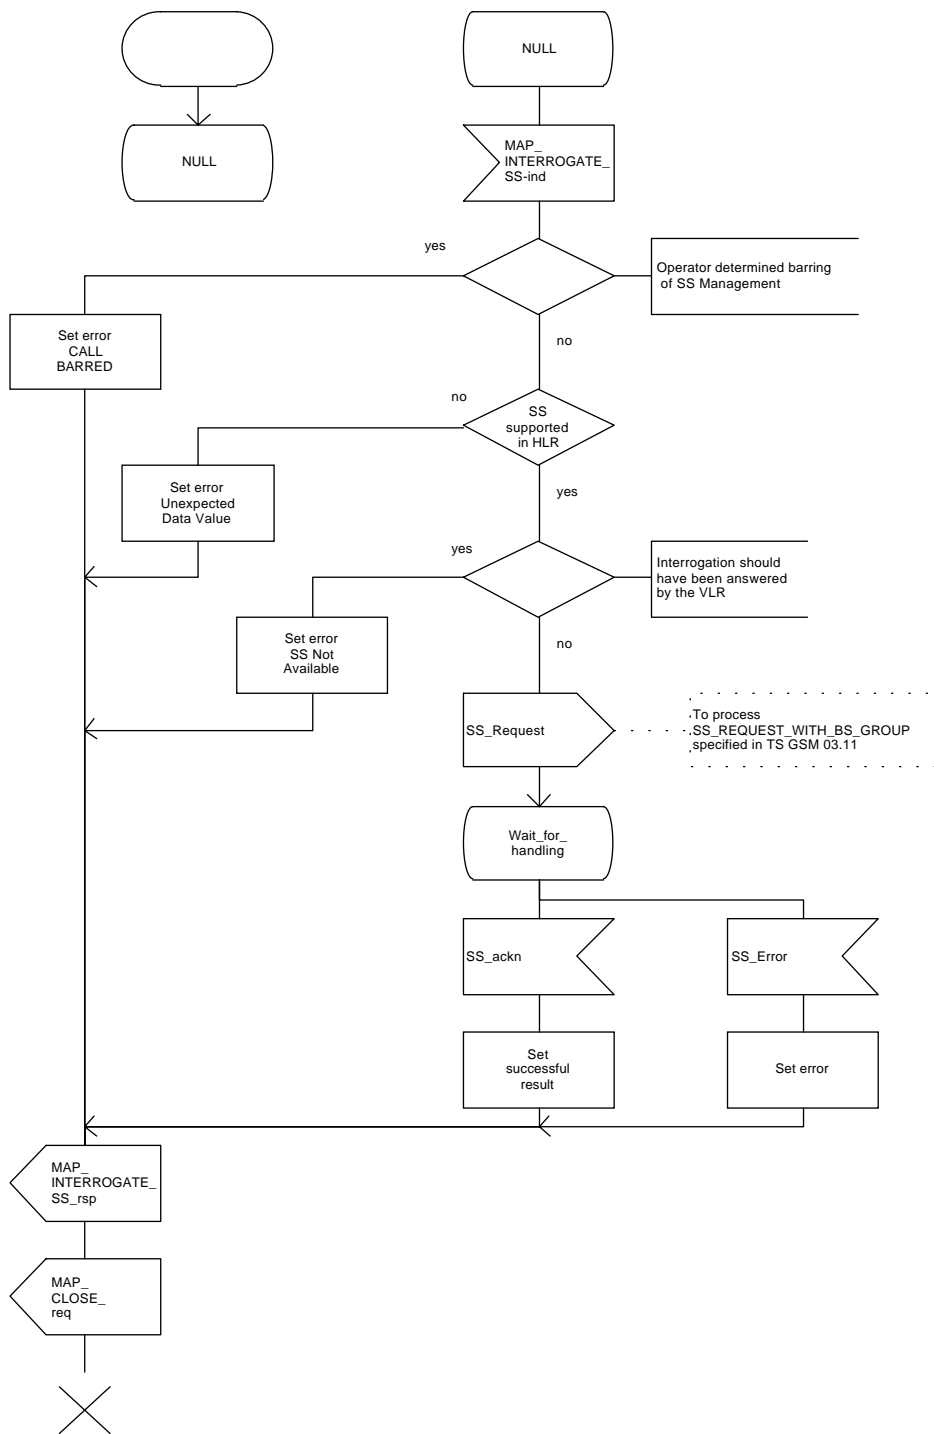 NULL
NULL
MAP_
INTERROGATE_
SS-ind
yes
Operator determined barring
of SS Management
Set error
CALL
BARRED
no
no
SS
supported
in HLR
Set error
Unexpected
Data Value
yes
yes
Interrogation should
have been answered
by the VLR
Set error
SS Not
Available
no
SS_Request
To process
SS_REQUEST_WITH_BS_GROUP
specified in TS GSM 03.11
Wait_for_
handling
SS_ackn
SS_Error
Set
successful
result
Set error
MAP_
INTERROGATE_
SS_rsp
MAP_
CLOSE_
req